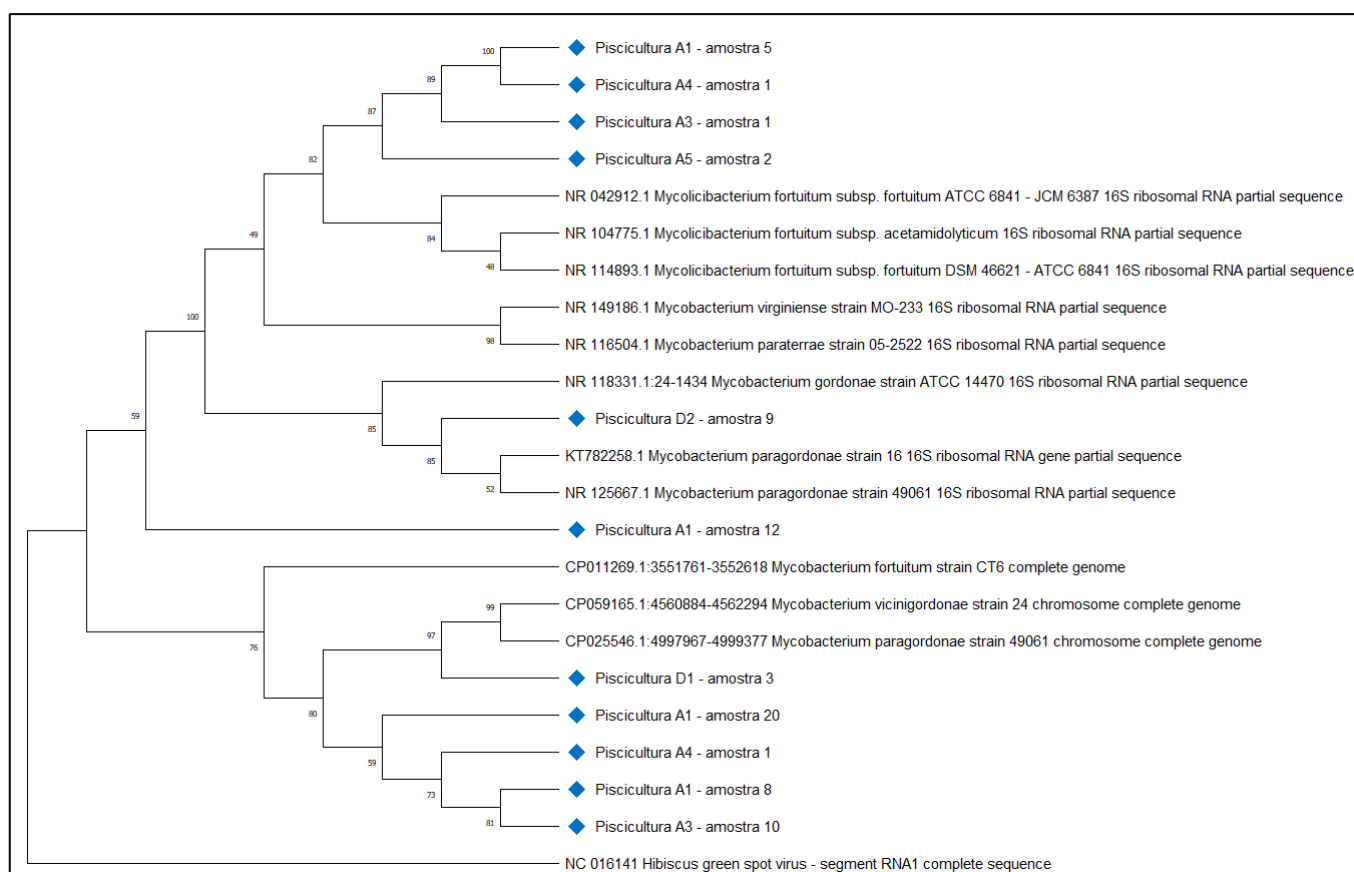 100
Piscicultura A1 - amostra 5
89
Piscicultura A4 - amostra 1
87
Piscicultura A3 - amostra 1
82
Piscicultura A5 - amostra 2
NR 042912.1 Mycolicibacterium fortuitum subsp. fortuitum ATCC 6841 - JCM 6387 16S ribosomal RNA partial sequence
49
84
NR 104775.1 Mycolicibacterium fortuitum subsp. acetamidolyticum 16S ribosomal RNA partial sequence
48
NR 114893.1 Mycolicibacterium fortuitum subsp. fortuitum DSM 46621 - ATCC 6841 16S ribosomal RNA partial sequence
100
NR 149186.1 Mycobacterium virginiense strain MO-233 16S ribosomal RNA partial sequence
98
NR 116504.1 Mycobacterium paraterrae strain 05-2522 16S ribosomal RNA partial sequence
NR 118331.1:24-1434 Mycobacterium gordonae strain ATCC 14470 16S ribosomal RNA partial sequence
59
85
Piscicultura D2 - amostra 9
85
KT782258.1 Mycobacterium paragordonae strain 16 16S ribosomal RNA gene partial sequence
52
NR 125667.1 Mycobacterium paragordonae strain 49061 16S ribosomal RNA partial sequence
Piscicultura A1 - amostra 12
CP011269.1:3551761-3552618 Mycobacterium fortuitum strain CT6 complete genome
99
CP059165.1:4560884-4562294 Mycobacterium vicinigordonae strain 24 chromosome complete genome
97
CP025546.1:4997967-4999377 Mycobacterium paragordonae strain 49061 chromosome complete genome
76
Piscicultura D1 - amostra 3
80
Piscicultura A1 - amostra 20
59
Piscicultura A4 - amostra 1
73
Piscicultura A1 - amostra 8
81
Piscicultura A3 - amostra 10
NC 016141 Hibiscus green spot virus - segment RNA1 complete sequence